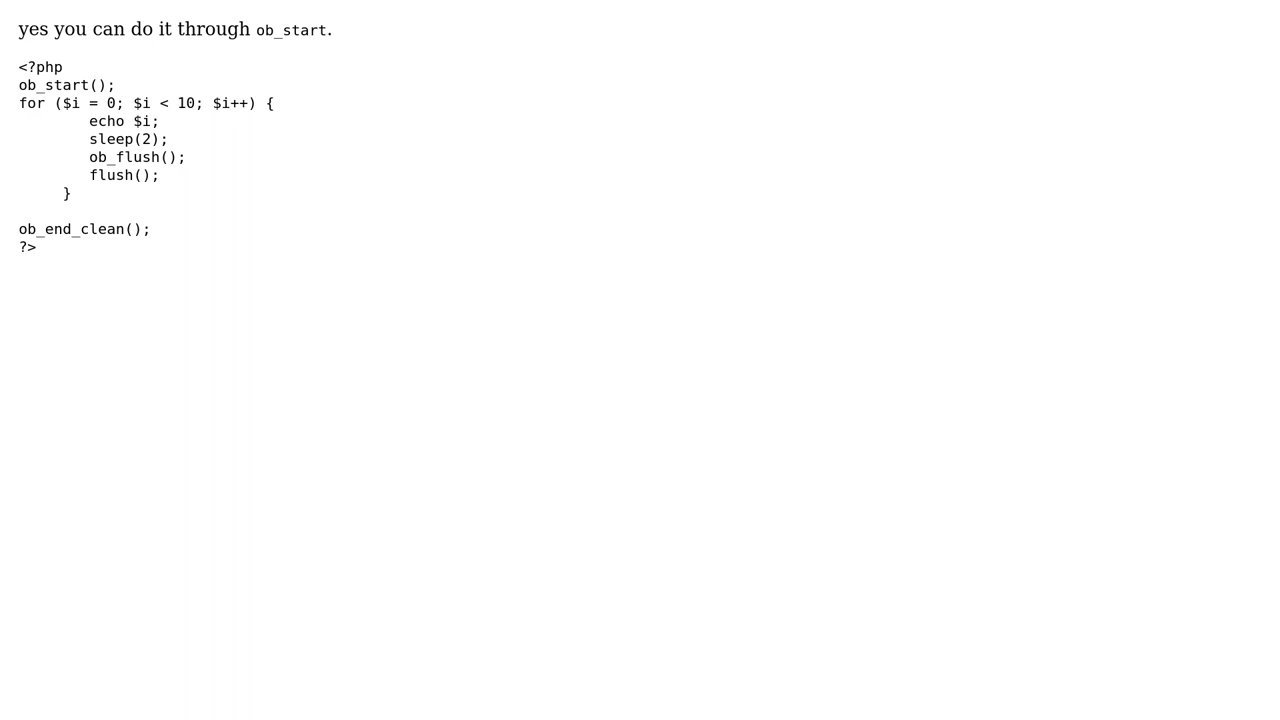 yes you can do it through ob_start.
<?php
ob_start();
for ($i = 0; $i < 10; $i++) {
        echo $i;
        sleep(2);
        ob_flush();
        flush();
     }

ob_end_clean();
?>